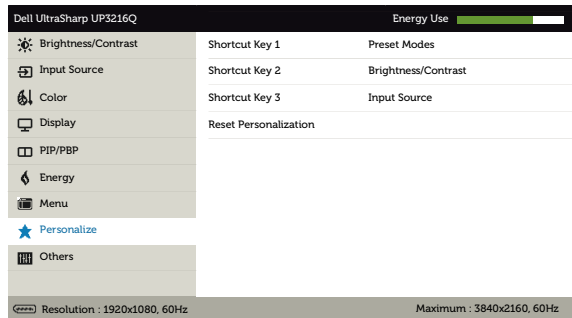 Dell UltraSharp UP3216Q Energy Use
Brightness/Contrast Shortcut Key 1 Preset Modes
Input Source Shortcut Key 2 Brightness/Contrast
Color Shortcut Key 3 Input Source
Display Reset Personalization
PIP/PBP
Energy
Menu
Personalize
Others
Resolution : 1920x1080, 60Hz Maximum : 3840x2160, 60Hz